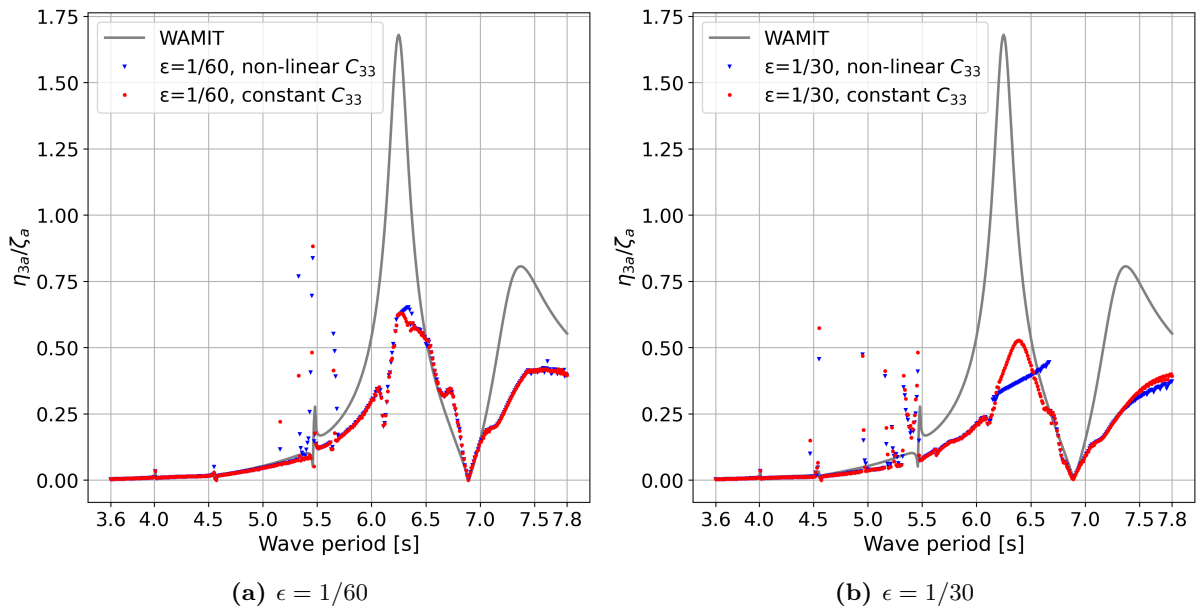 1.75
1.50
1.25
1.00
0.75
0.50
0.25
0.00
η₃ₐ/ζₐ
WAMIT
ε=1/60, non-linear C₃₃
ε=1/60, constant C₃₃
3.6 4.0 4.5 5.0 5.5 6.0 6.5 7.0 7.5 7.8
Wave period [s]
(a) ϵ = 1/60
1.75
1.50
1.25
1.00
0.75
0.50
0.25
0.00
η₃ₐ/ζₐ
WAMIT
ε=1/30, non-linear C₃₃
ε=1/30, constant C₃₃
3.6 4.0 4.5 5.0 5.5 6.0 6.5 7.0 7.5 7.8
Wave period [s]
(b) ϵ = 1/30